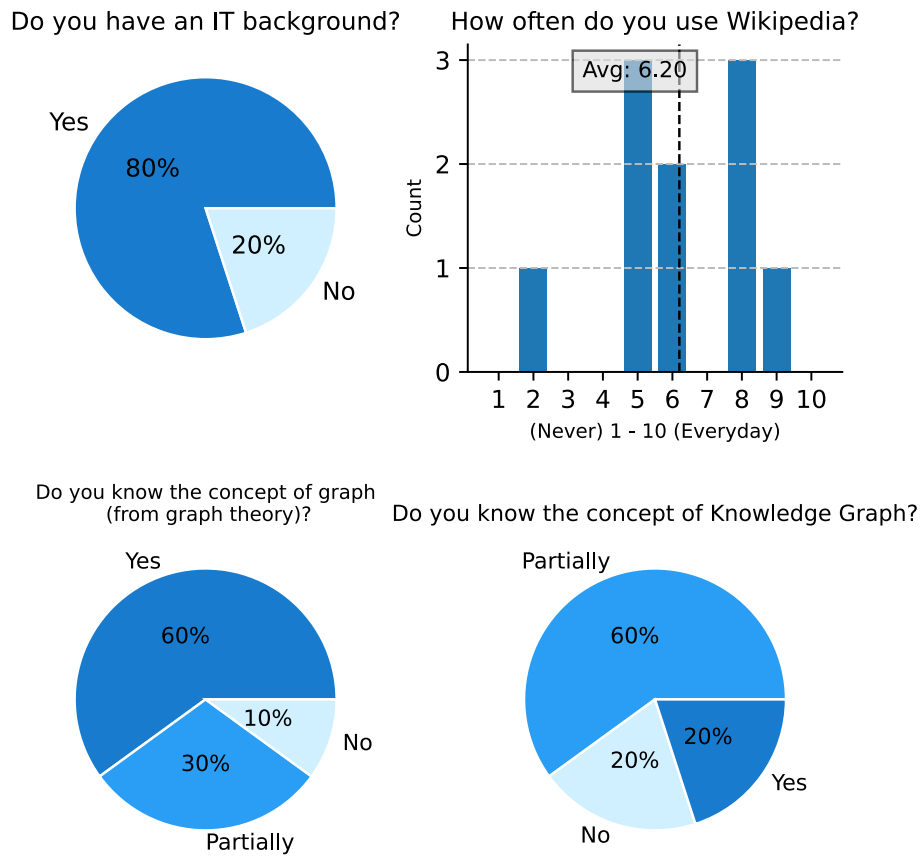 Do you have an IT background?
Yes
80%
20%
No
How often do you use Wikipedia?
Avg: 6.20
3
2
1
0
Count
1 2 3 4 5 6 7 8 9 10
(Never) 1 - 10 (Everyday)
Do you know the concept of graph
(from graph theory)?
Yes
60%
10%
No
30%
Partially
Do you know the concept of Knowledge Graph?
Partially
60%
20%
20%
Yes
No